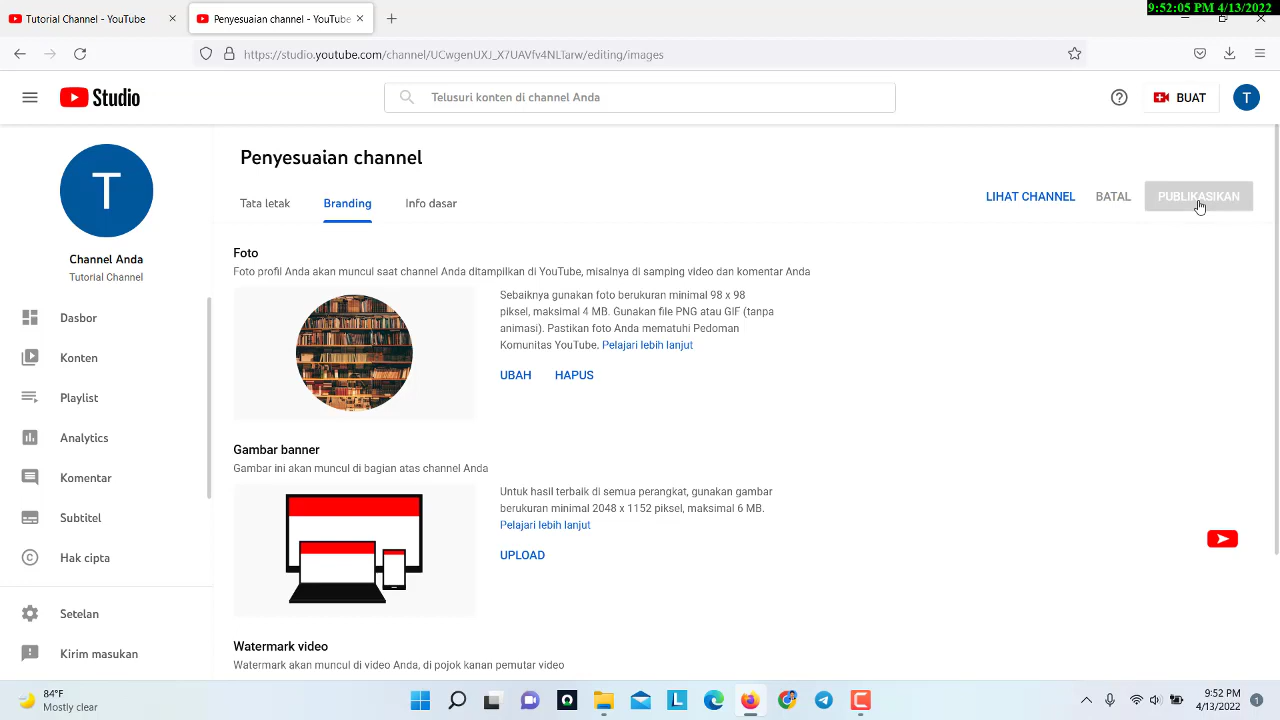 9:52:05 PM 4/13/2022
Tutorial Channel - YouTube
Penyesuaian channel - YouTube
https://studio.youtube.com/channel/UCwgenUXJ_X7UAVfv4NLTarw/editing/images
Studio
Telusuri konten di channel Anda
BUAT
T
T
Channel Anda
Tutorial Channel
Dasbor
Konten
Playlist
Analytics
Komentar
Subtitel
Hak cipta
Setelan
Kirim masukan
Penyesuaian channel
Tata letak
Branding
Info dasar
LIHAT CHANNEL
BATAL
PUBLIKASIKAN
Foto
Foto profil Anda akan muncul saat channel Anda ditampilkan di YouTube, misalnya di samping video dan komentar Anda
Sebaiknya gunakan foto berukuran minimal 98 x 98
piksel, maksimal 4 MB. Gunakan file PNG atau GIF (tanpa
animasi). Pastikan foto Anda mematuhi Pedoman
Komunitas YouTube. Pelajari lebih lanjut
UBAH
HAPUS
Gambar banner
Gambar ini akan muncul di bagian atas channel Anda
Untuk hasil terbaik di semua perangkat, gunakan gambar
berukuran minimal 2048 x 1152 piksel, maksimal 6 MB.
Pelajari lebih lanjut
UPLOAD
Watermark video
Watermark akan muncul di video Anda, di pojok kanan pemutar video
84°F
Mostly clear
L
9:52 PM
4/13/2022
1